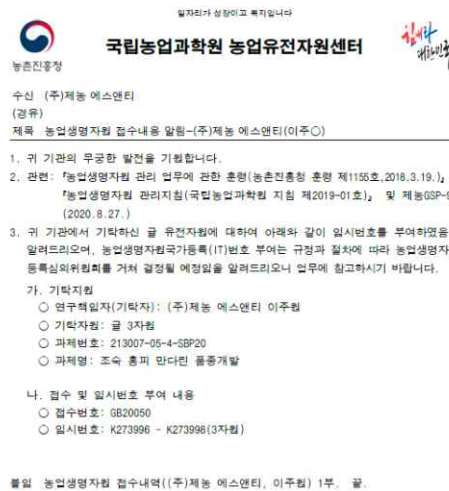 일자리가 성장이고 복지입니다
농촌진흥청
국립농업과학원 농업유전자원센터
힘내라
대한민국
수신 (주)제농 에스앤티
(경유)
제목 농업생명자원 접수내용 알림-(주)제농 에스앤티(이주○)
1. 귀 기관의 무궁한 발전을 기원합니다.
2. 관련: 「농업생명자원 관리 업무에 관한 훈령(농촌진흥청 훈령 제1155호,2018.3.19.)」
「농업생명자원 관리지침(국립농업과학원 지침 제2019-01호)」 및 제농GSP-9
(2020.8.27.)
3. 귀 기관에서 기탁하신 귤 유전자원에 대하여 아래와 같이 임시번호를 부여하였음
알려드리오며, 농업생명자원국가등록(IT)번호 부여는 규정과 절차에 따라 농업생명자
등록심의위원회를 거쳐 결정될 예정임을 알려드리오니 업무에 참고하시기 바랍니다.
가. 기탁지원
○ 연구책임자(기탁자): (주)제농 에스앤티 이주원
○ 기탁자원: 귤 3자원
○ 과제번호: 213007-05-4-SBP20
○ 과제명: 조숙 홍피 만다린 품종개발
나. 접수 및 임시번호 부여 내용
○ 접수번호: GB20050
○ 임시번호: K273996 - K273998(3자원)
붙임 농업생명자원 접수내역((주)제농 에스앤티, 이주원) 1부. 끝.